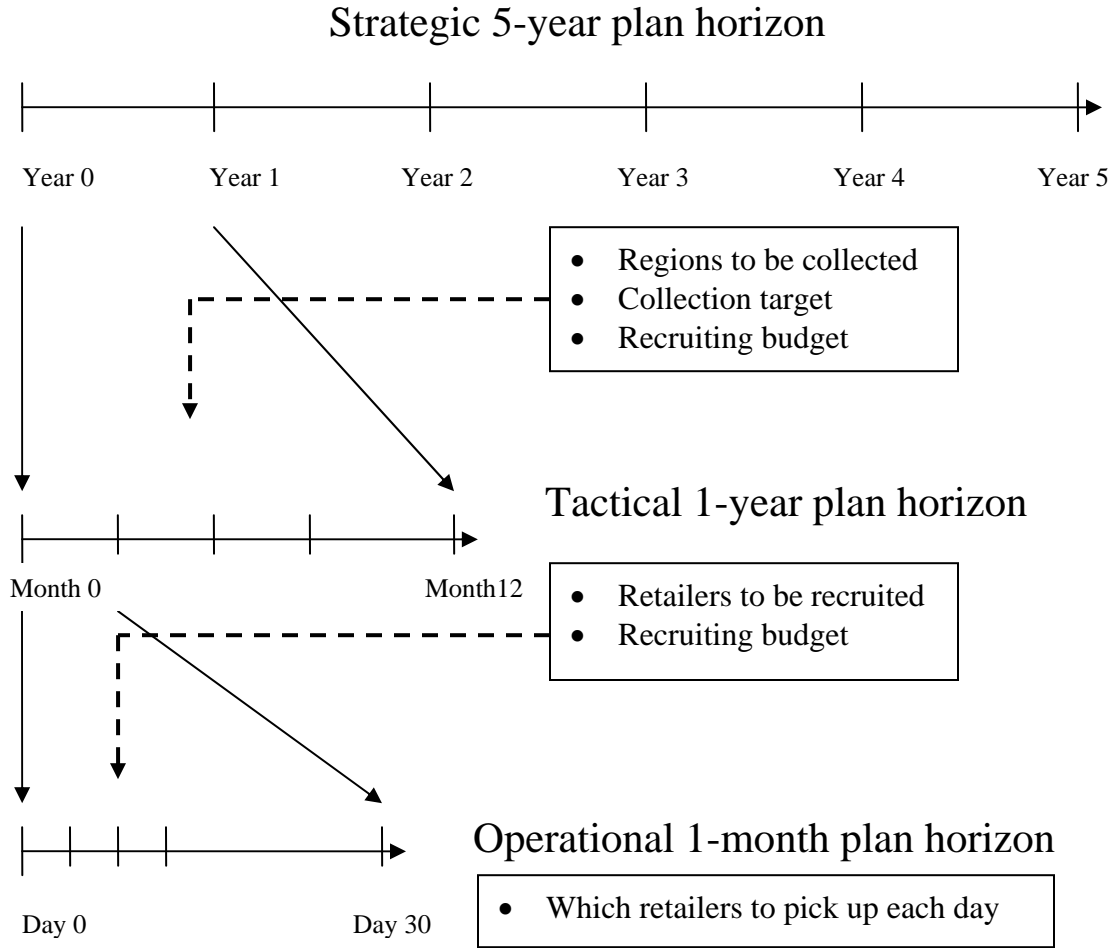 Strategic 5-year plan horizon
Year 0 Year 1 Year 2 Year 3 Year 4 Year 5
• Regions to be collected
• Collection target
• Recruiting budget
Tactical 1-year plan horizon
Month 0 Month12
• Retailers to be recruited
• Recruiting budget
Operational 1-month plan horizon
Day 0 Day 30
• Which retailers to pick up each day